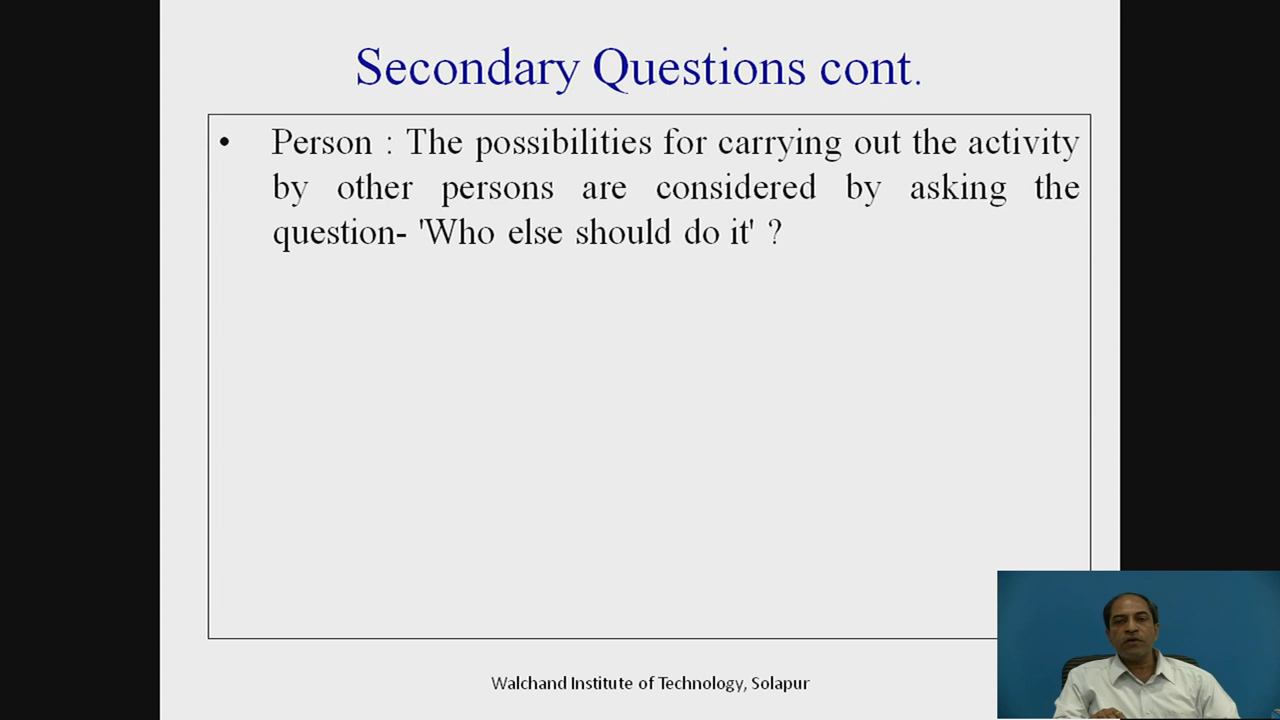 Secondary Questions cont.
• Person : The possibilities for carrying out the activity
by other persons are considered by asking the
question- 'Who else should do it' ?
Walchand Institute of Technology, Solapur